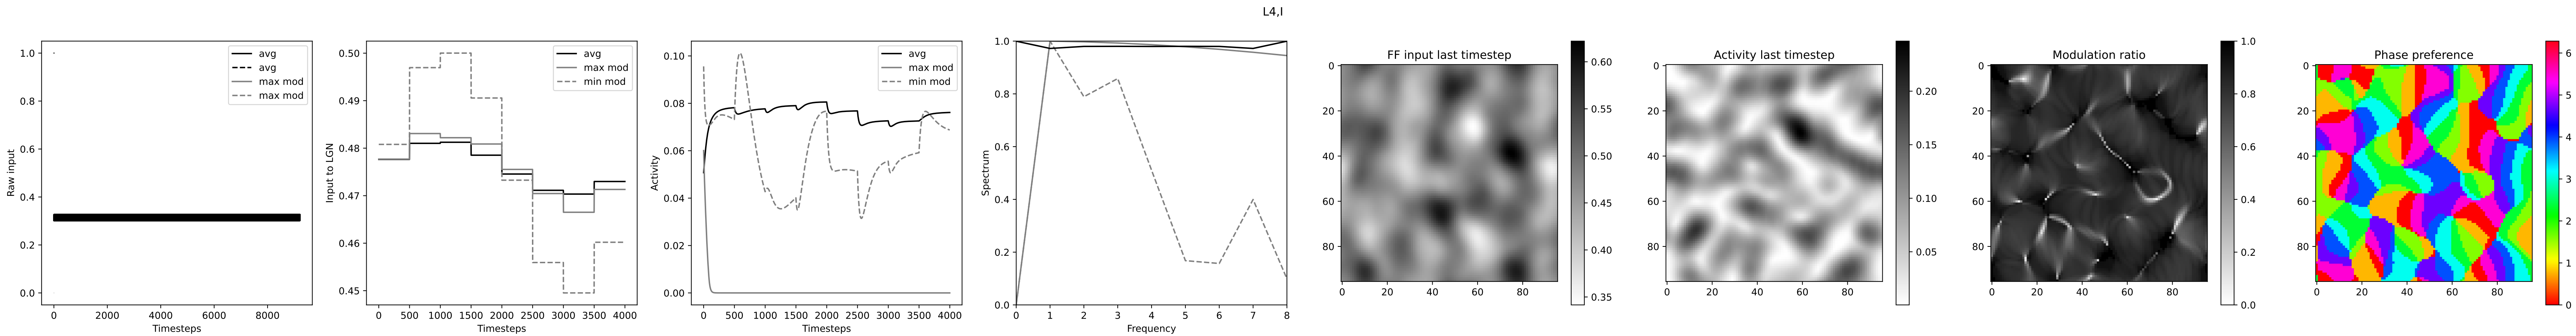 L4,I
Raw input
1.0
0.8
0.6
0.4
0.2
0.0
avg
avg
max mod
max mod
0 2000 4000 6000 8000
Timesteps
Input to LGN
0.50
0.49
0.48
0.47
0.46
0.45
avg
max mod
min mod
0 500 1000 1500 2000 2500 3000 3500 4000
Timesteps
Activity
0.10
0.08
0.06
0.04
0.02
0.00
avg
max mod
min mod
0 500 1000 1500 2000 2500 3000 3500 4000
Timesteps
Spectrum
1.0
0.8
0.6
0.4
0.2
0.0
0 1 2 3 4 5 6 7 8
Frequency
FF input last timestep
0
20
40
60
80
0 20 40 60 80
0.60
0.55
0.50
0.45
0.40
0.35
Activity last timestep
0
20
40
60
80
0 20 40 60 80
0.20
0.15
0.10
0.05
Modulation ratio
0
20
40
60
80
0 20 40 60 80
1.0
0.8
0.6
0.4
0.2
0.0
Phase preference
0
20
40
60
80
0 20 40 60 80
6
5
4
3
2
1
0